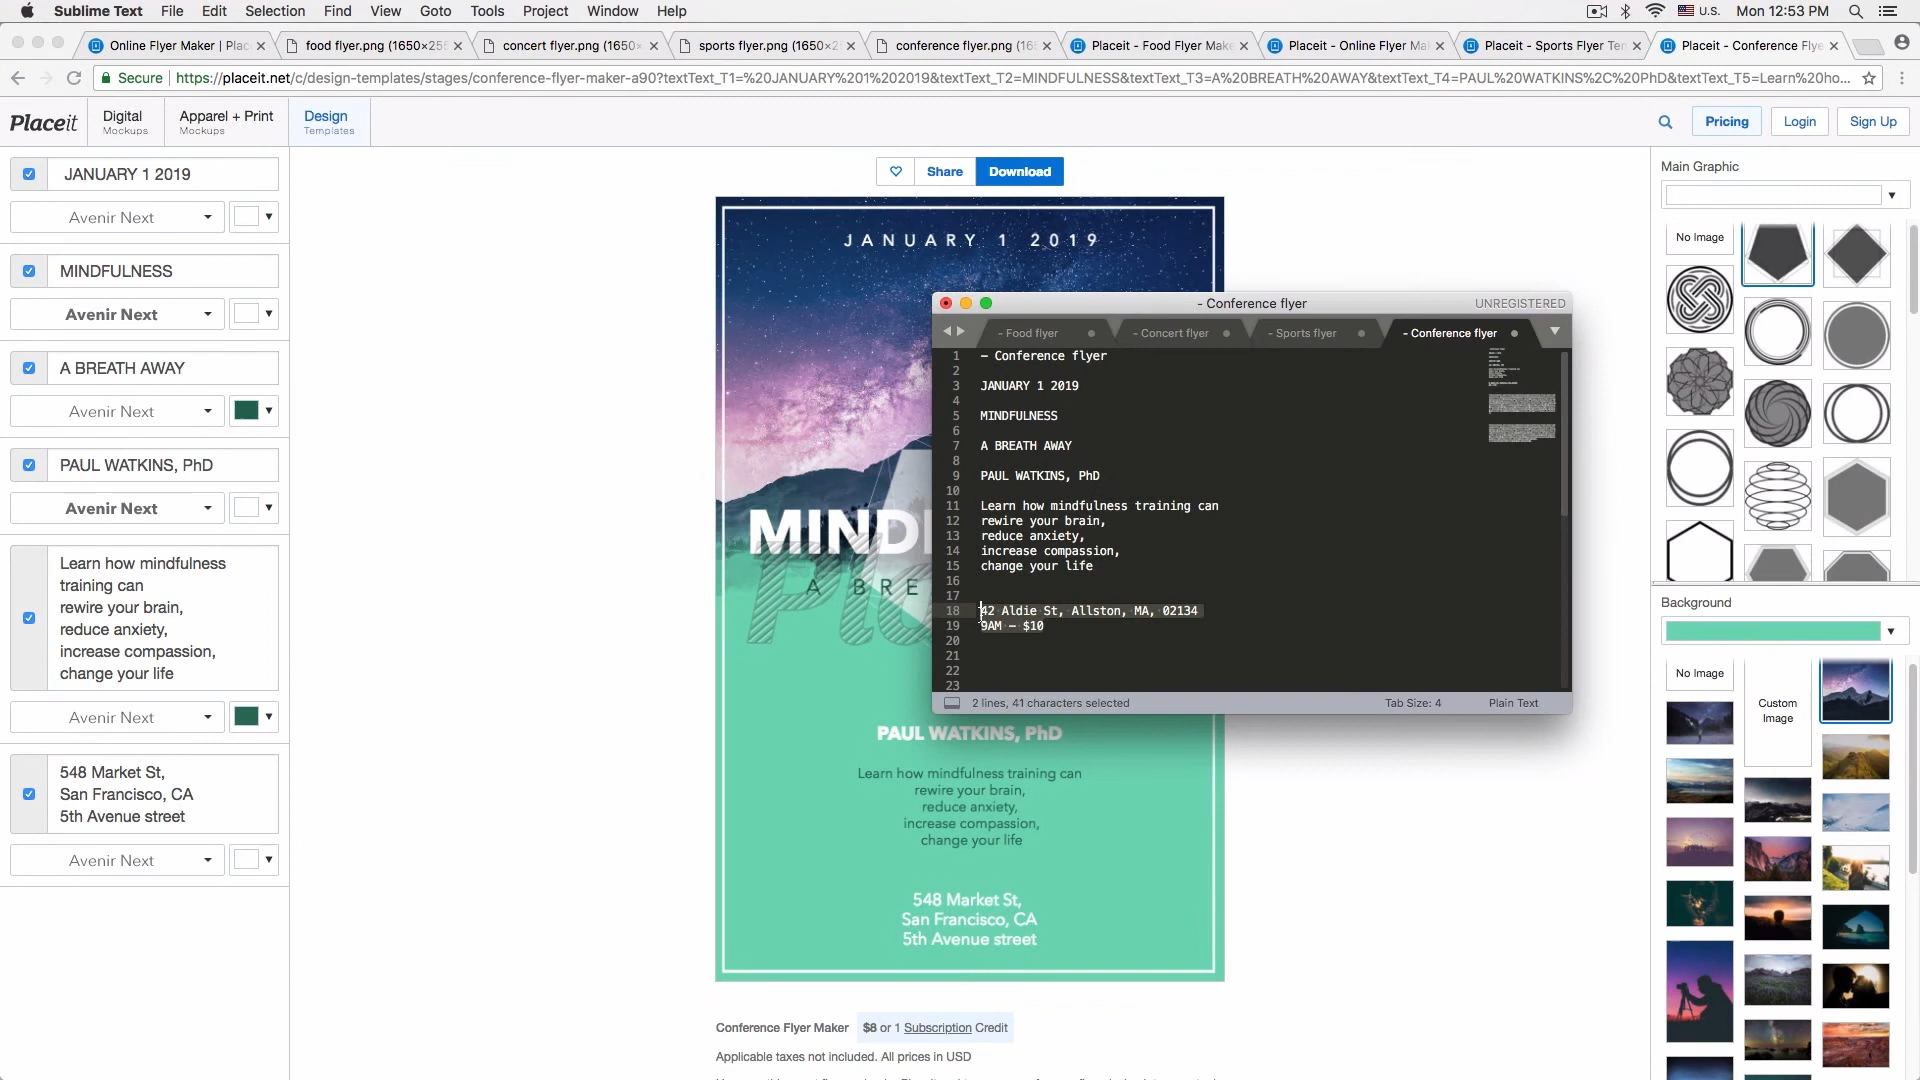 Sublime Text File Edit Selection Find View Goto Tools Project Window Help U.S. Mon 12:53 PM
Online Flyer Maker | Plac food flyer.png (1650×255 concert flyer.png (1650× sports flyer.png (1650×2 conference flyer.png (16 Placeit - Food Flyer Make Placeit - Online Flyer Mai Placeit - Sports Flyer Ten Placeit - Conference Flye
Secure https://placeit.net/c/design-templates/stages/conference-flyer-maker-a90?textText_T1=%20JANUARY%201%202019&textText_T2=MINDFULNESS&textText_T3=A%20BREATH%20AWAY&textText_T4=PAUL%20WATKINS%2C%20PhD&textText_T5=Learn%20ho...
Placeit
Digital
Mockups
Apparel + Print
Mockups
Design
Templates
Pricing Login Sign Up
JANUARY 1 2019
Avenir Next
MINDFULNESS
Avenir Next
A BREATH AWAY
Avenir Next
PAUL WATKINS, PhD
Avenir Next
Learn how mindfulness
training can
rewire your brain,
reduce anxiety,
increase compassion,
change your life
Avenir Next
548 Market St,
San Francisco, CA
5th Avenue street
Avenir Next
Share Download
JANUARY 1 2019
MIND
A BRE
PAUL WATKINS, PhD
Learn how mindfulness training can
rewire your brain,
reduce anxiety,
increase compassion,
change your life
548 Market St,
San Francisco, CA
5th Avenue street
Conference Flyer Maker $8 or 1 Subscription Credit
Applicable taxes not included. All prices in USD
- Conference flyer UNREGISTERED
- Food flyer - Concert flyer - Sports flyer - Conference flyer
1 - Conference flyer
2
3 JANUARY 1 2019
4
5 MINDFULNESS
6
7 A BREATH AWAY
8
9 PAUL WATKINS, PhD
10
11 Learn how mindfulness training can
12 rewire your brain,
13 reduce anxiety,
14 increase compassion,
15 change your life
16
17
18 42 Aldie St, Allston, MA, 02134
19 9AM – $10
20
21
22
23
2 lines, 41 characters selected Tab Size: 4 Plain Text
Main Graphic
No Image
Background
No Image
Custom
Image